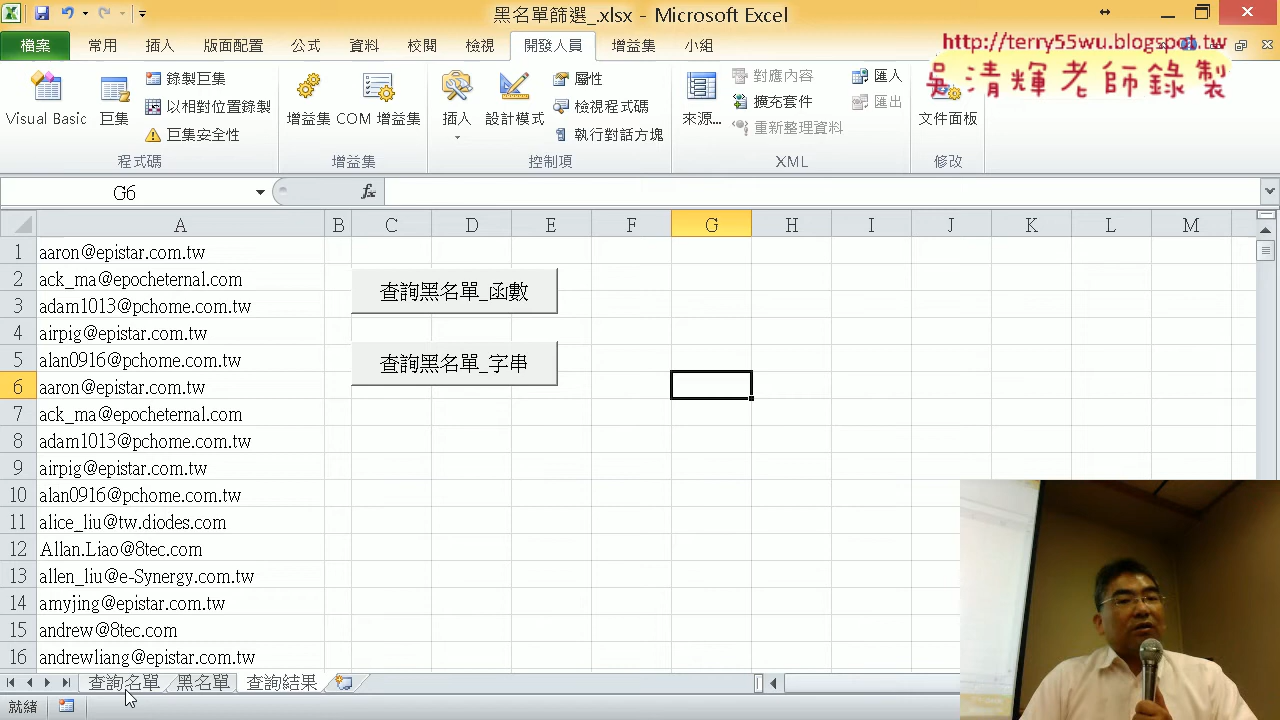 黑名單篩選_.xlsx - Microsoft Excel
檔案 常用 插入 版面配置 公式 資料 校閱 檢視 開發人員 增益集 小組
http://terry55wu.blogspot.tw
吳清輝老師錄製
Visual Basic 巨集 錄製巨集 以相對位置錄製 巨集安全性 程式碼
增益集 COM 增益集 增益集
插入 設計模式 屬性 檢視程式碼 執行對話方塊 控制項
來源... 對應內容 擴充套件 重新整理資料 匯入 匯出 XML
文件面板 修改
G6 fx
A B C D E F G H I J K L M
1 aaron@epistar.com.tw
2 ack_ma@epocheternal.com
查詢黑名單_函數
3 adam1013@pchome.com.tw
4 airpig@epistar.com.tw
5 alan0916@pchome.com.tw
查詢黑名單_字串
6 aaron@epistar.com.tw
7 ack_ma@epocheternal.com
8 adam1013@pchome.com.tw
9 airpig@epistar.com.tw
10 alan0916@pchome.com.tw
11 alice_liu@tw.diodes.com
12 Allan.Liao@8tec.com
13 allen_liu@e-Synergy.com.tw
14 amyjing@epistar.com.tw
15 andrew@8tec.com
16 andrewliang@epistar.com.tw
查詢名單 黑名單 查詢結果
就緒